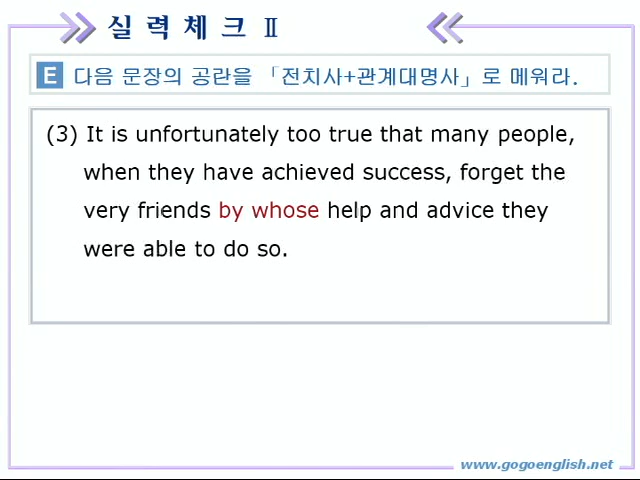 실 력 체 크 Ⅱ
E 다음 문장의 공란을 「전치사+관계대명사」로 메워라.
(3) It is unfortunately too true that many people,
when they have achieved success, forget the
very friends by whose help and advice they
were able to do so.
www.gogoenglish.net